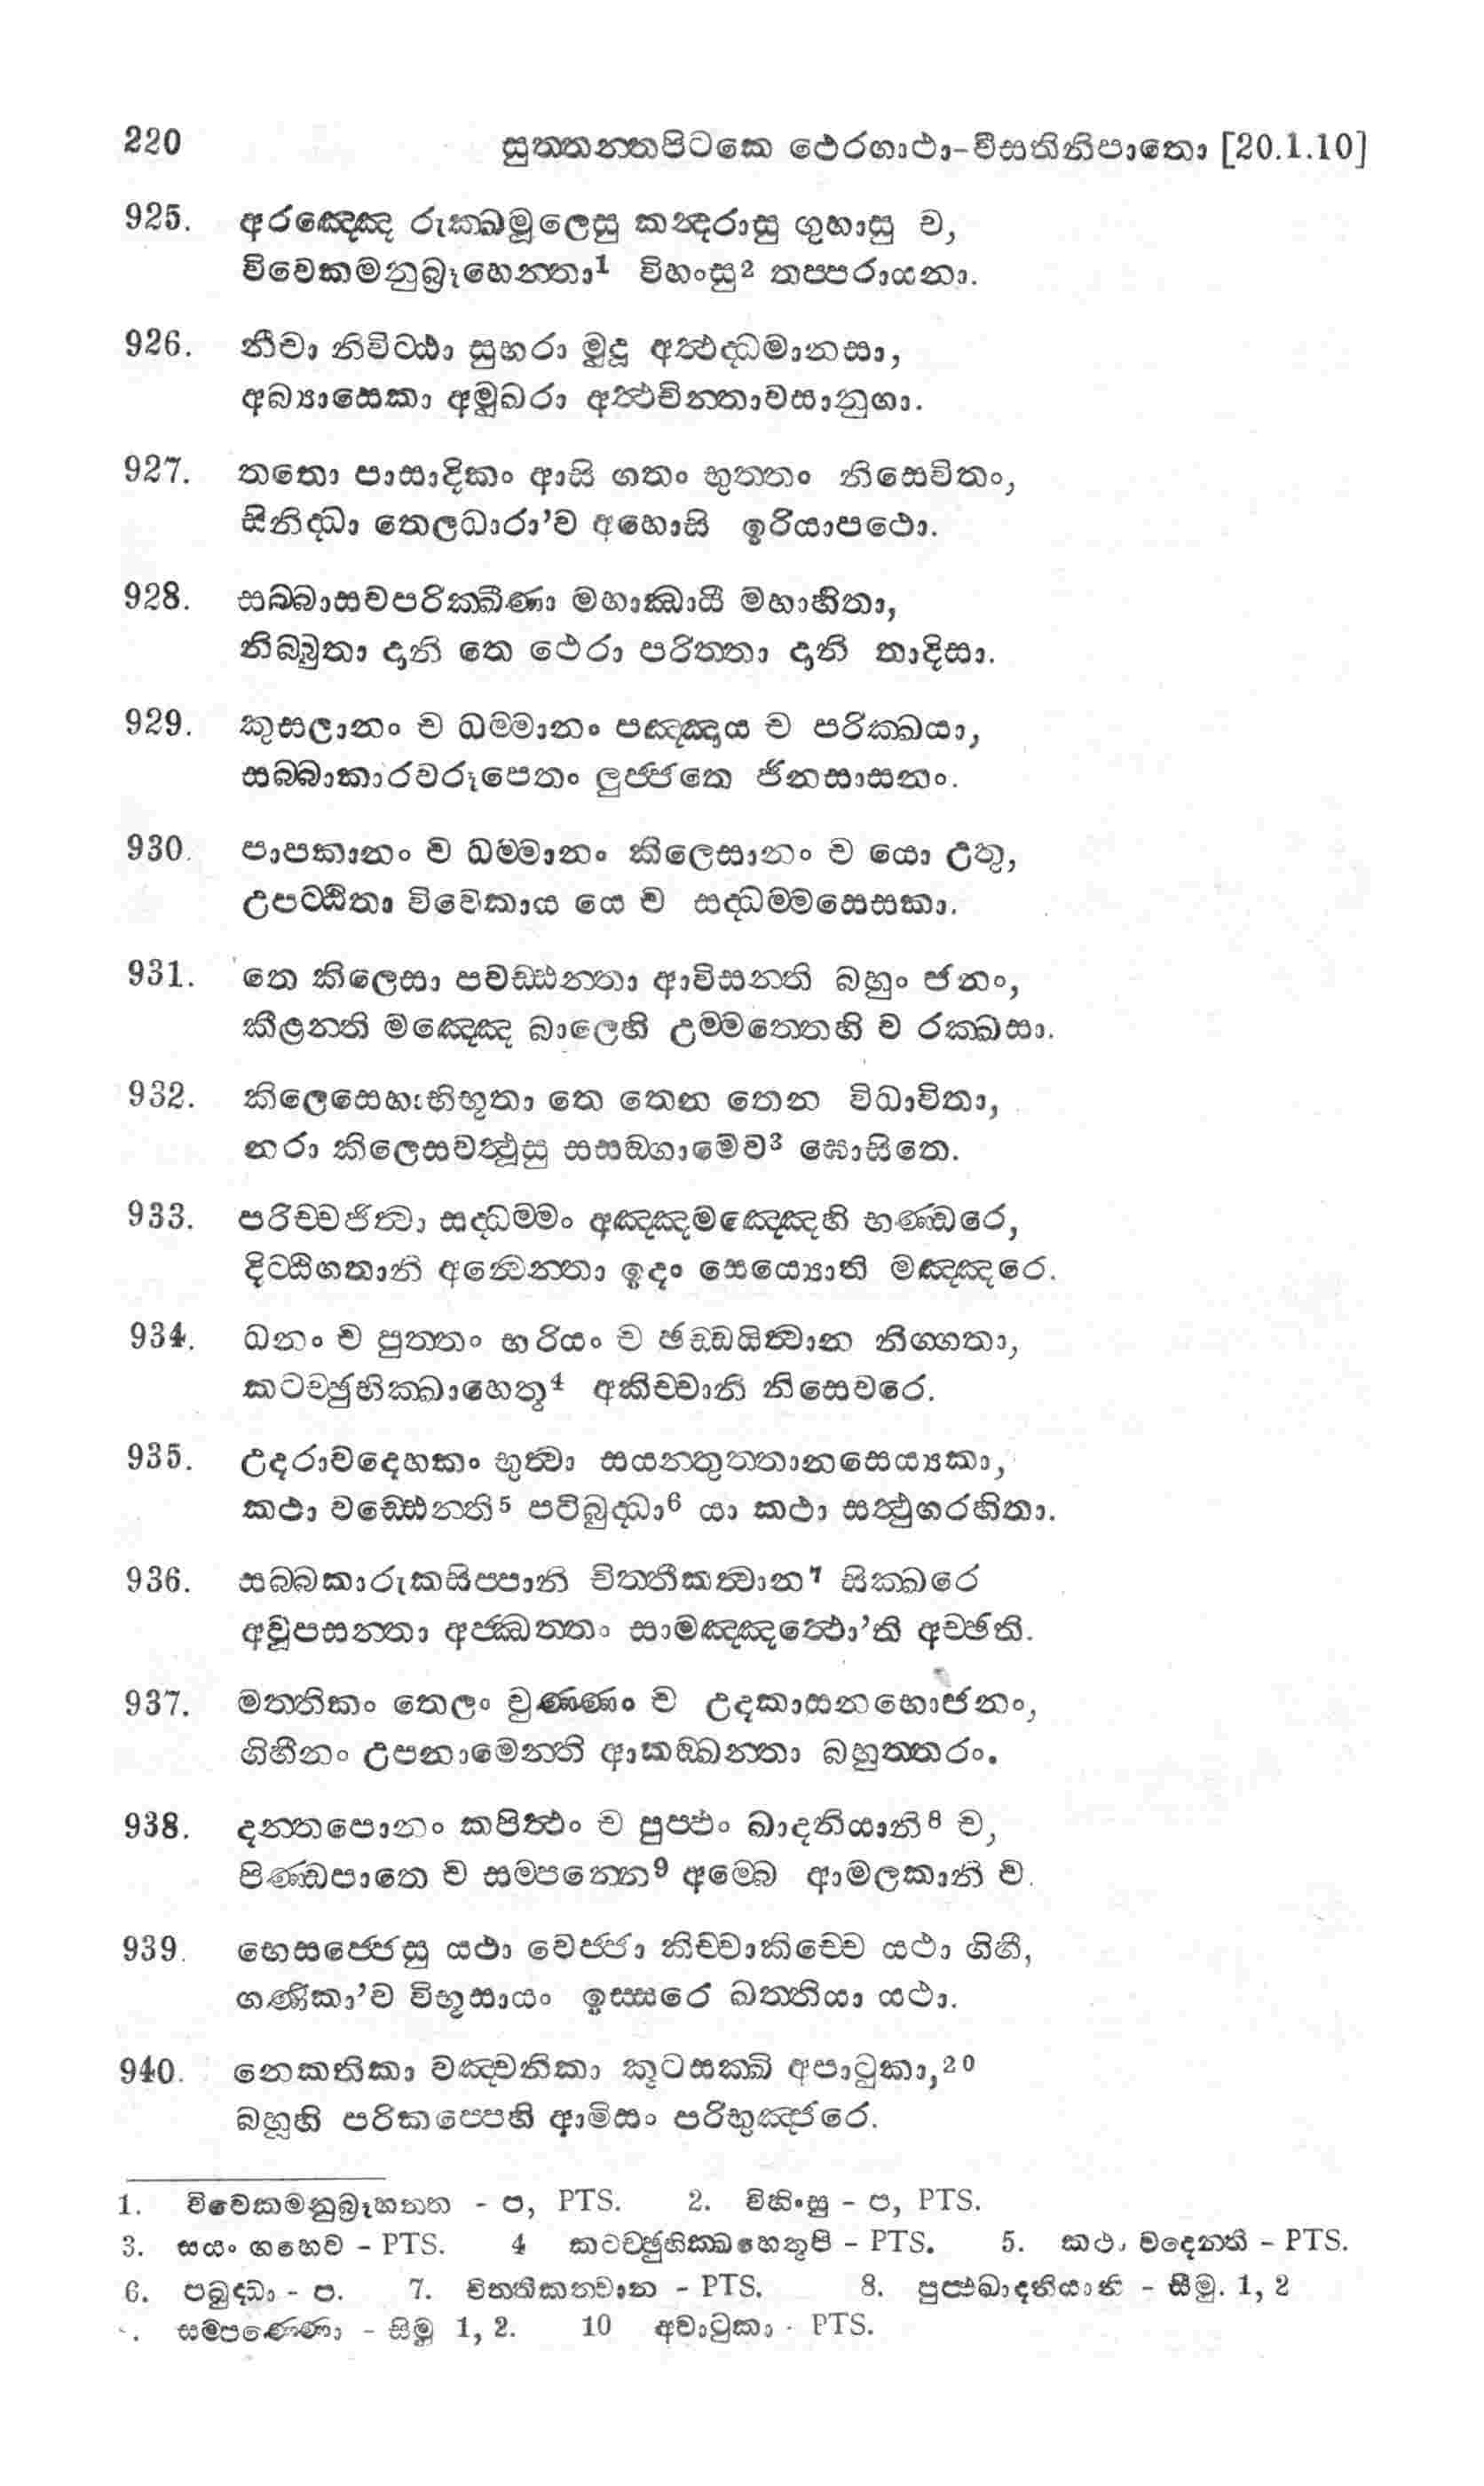 220 සුත්තන්තපිටකෙ ථෙරගාථා-වීසතිනිපාතො [20.1.10]
925. අරඤ්ඤෙ රුක්ඛමූලෙසු කන්දරාසු ගුහාසු ච,
විවෙකමනුබ්‍රෑහෙන්තා1 විහංසු2 තප්පරායනා.
926. නීචා නිවිට්ඨා සුභරා මුදූ අත්ථද්ධමානසා,
අබ්‍යාසෙකා අමුඛරා අත්ථචින්තාවසානුගා.
927. තතො පාසාදිකං ආසි ගතං භුත්තං නිසෙවිතං,
සිනිද්ධා තෙලධාරා'ව අහොසි ඉරියාපථො.
928. සබ්බාසවපරික්ඛීණා මහාඣායී මහාහිතා,
නිබ්බුතා දානි තෙ ථෙරා පරිත්තා දානි තාදිසා.
929. කුසලානං ච ධම්මානං පඤ්ඤාය ච පරික්ඛයා,
සබ්බාකාරවරූපෙතං ලුජ්ජතෙ ජිනසාසනං.
930. පාපකානං ච ධම්මානං කිලෙසානං ච යො උතු,
උපට්ඨිතා විවෙකාය යෙ ච සද්ධම්මසෙසකා.
931. තෙ කිලෙසා පවඩ්ඪන්තා ආවිසන්ති බහුං ජනං,
කීළන්ති මඤ්ඤෙ බාලෙහි උම්මත්තෙහි ව රක්ඛසා.
932. කිලෙසෙහාභිභූතා තෙ තෙන තෙන විධාවිතා,
නරා කිලෙසවත්ථූසු සසඞ්ගාමෙව3 ඝොසිතෙ.
933. පරිච්චජිත්වා සද්ධම්මං අඤ්ඤමඤ්ඤෙහි භණ්ඩරෙ,
දිට්ඨිගතානි අන්වෙන්තා ඉදං සෙය්‍යොති මඤ්ඤරෙ.
934. ධනං ච පුත්තං භරියං ච ඡඩ්ඩයිත්වාන නිග්ගතා,
කටච්ඡුභික්ඛාහෙතූ4 අකිච්චානි නිසෙවරෙ.
935. උදරාවදෙහකං භුත්වා සයන්තුත්තානසෙය්‍යකා,
කථා වඩ්ඪෙන්ති5 පටිබුද්ධා6 යා කථා සත්ථුගරහිතා.
936. සබ්බකාරුකසිප්පානි චිත්තීකත්වාන7 සික්ඛරෙ
අවූපසන්තා අජ්ඣත්තං සාමඤ්ඤත්ථො'ති අච්ඡති.
937. මත්තිකං තෙලං චුණ්ණං ච උදකාසනභොජනං,
ගිහීනං උපනාමෙන්ති ආකඞ්ඛන්තා බහුත්තරං.
938. දන්තපොනං කපිත්ථං ච පුප්ඵං ඛාදනියානි8 ච,
පිණ්ඩපාතෙ ච සම්පන්නෙ9 අම්බෙ ආමලකානි ච.
939. භෙසජ්ජෙසු යථා වෙජ්ජා කිච්චාකිච්චෙ යථා ගිහී,
ගණිකා'ව විභූසායං ඉස්සරෙ ඛත්තියා යථා.
940. නෙකතිකා වඤ්චනිකා කූටසක්ඛී අපාටුකා,20
බහූහි පරිකප්පෙහි ආමිසං පරිභුඤ්ජරෙ.
1. විවෙකමනුබ්‍රෑහනත - ප, PTS. 2. විහිංසු - ප, PTS.
3. සයං ගාහෙව - PTS. 4 කටච්ඡුභික්ඛහෙතූපි - PTS. 5. කථා වදෙන්ති - PTS.
6. පබුද්ධා - ප. 7. චිත්තිකත්වාන - PTS. 8. පුප්ඵඛාදනියානි - සීමු. 1, 2
. සම්පණ්ණො - සිමු 1, 2. 10 අවාටුකා - PTS.